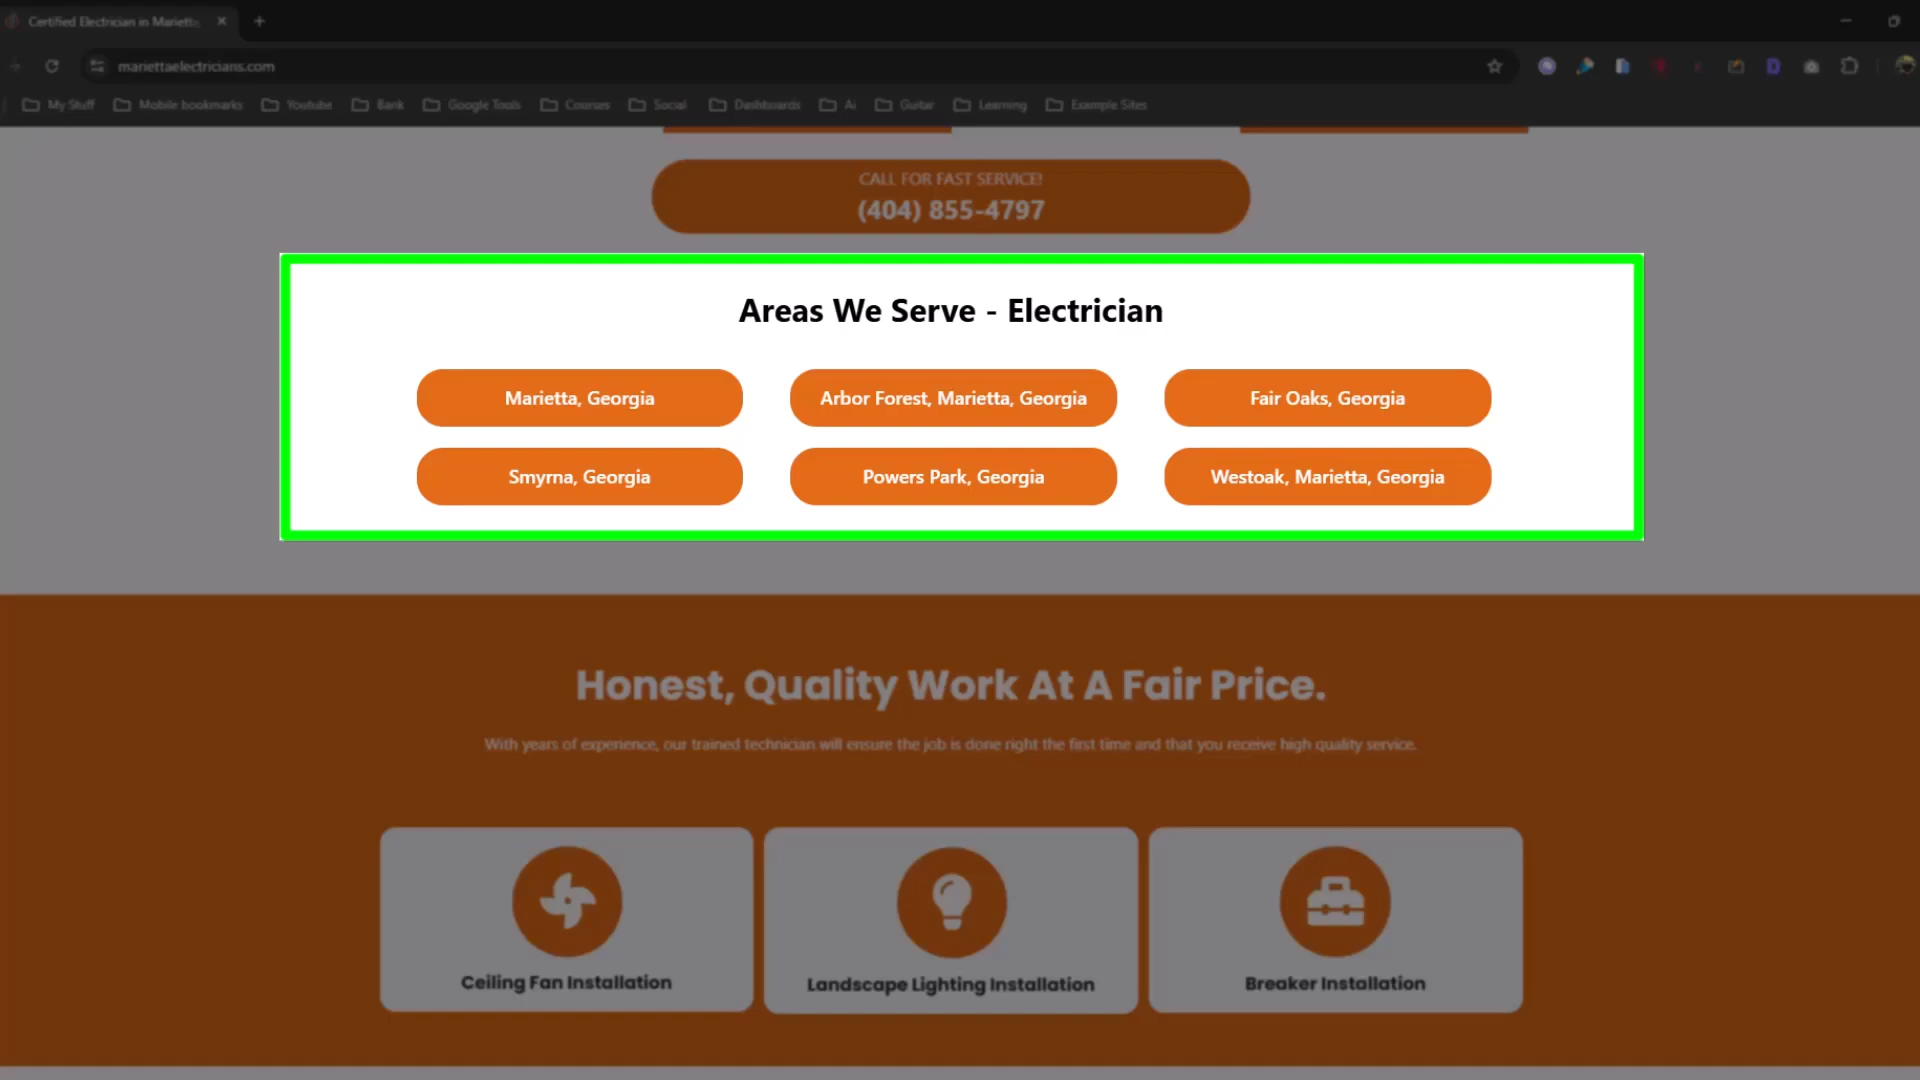 Certified Electrician in Marietta,
mariettaelectricians.com
My Stuff
Mobile bookmarks
Youtube
Bank
Google Tools
Courses
Social
Dashboards
Ai
Guitar
Learning
Example Sites
CALL FOR FAST SERVICE!
(404) 855-4797
Areas We Serve - Electrician
Marietta, Georgia
Arbor Forest, Marietta, Georgia
Fair Oaks, Georgia
Smyrna, Georgia
Powers Park, Georgia
Westoak, Marietta, Georgia
Honest, Quality Work At A Fair Price.
With years of experience, our trained technician will ensure the job is done right the first time and that you receive high quality service.
Ceiling Fan Installation
Landscape Lighting Installation
Breaker Installation